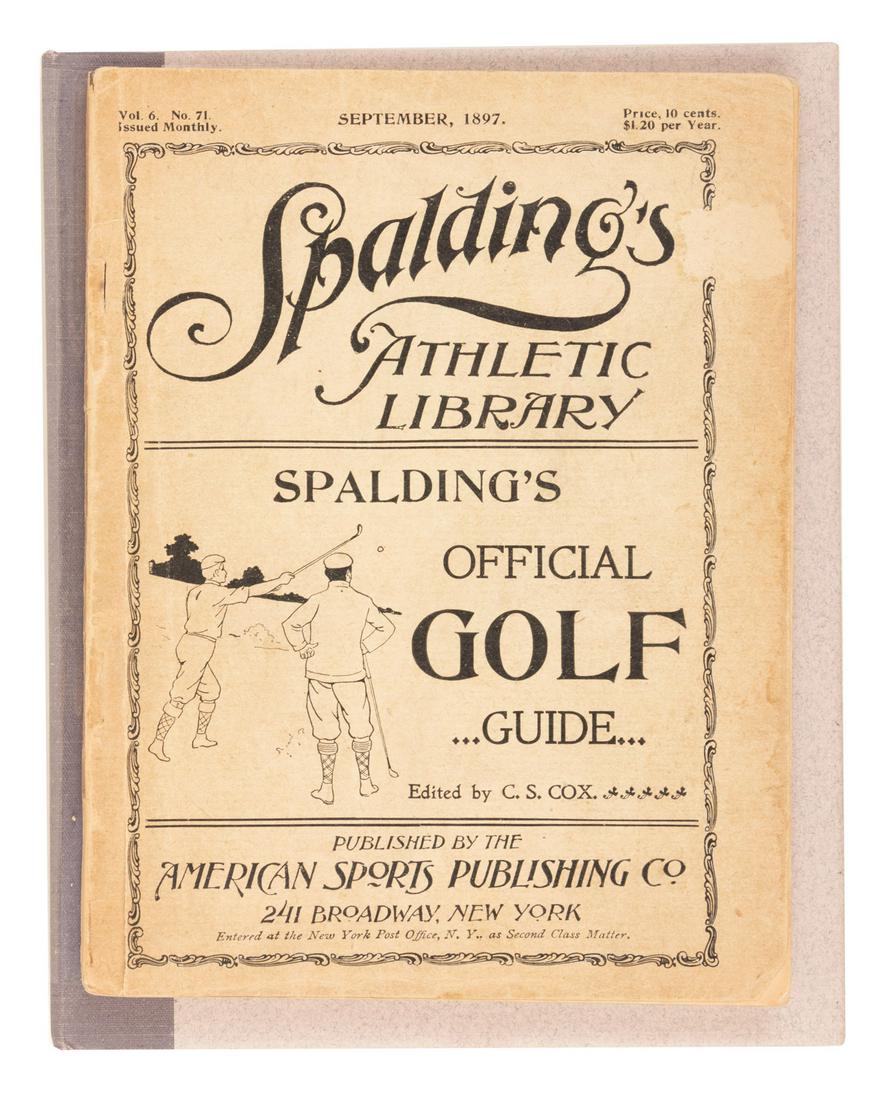 Vol. 6. No. 71.
Issued Monthly.
SEPTEMBER, 1897.
Price, 10 cents.
$1.20 per Year.
Spalding's
ATHLETIC
LIBRARY
SPALDING'S
OFFICIAL
GOLF
...GUIDE...
Edited by C. S. COX.
PUBLISHED BY THE
AMERICAN SPORTS PUBLISHING Co
241 BROADWAY, NEW YORK
Entered at the New York Post Office, N. Y., as Second Class Matter.